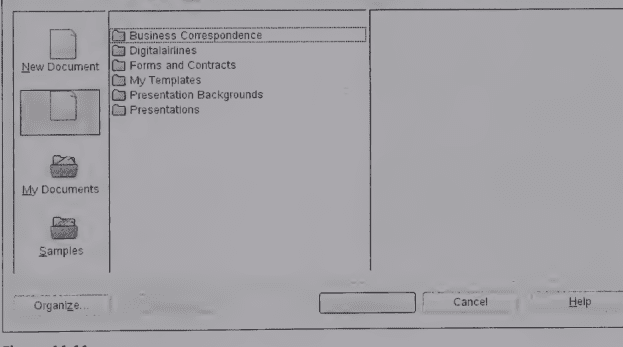 New Document
My Documents
Samples
Business Correspondence
Digitalairlines
Forms and Contracts
My Templates
Presentation Backgrounds
Presentations
Organize...
Cancel
Help